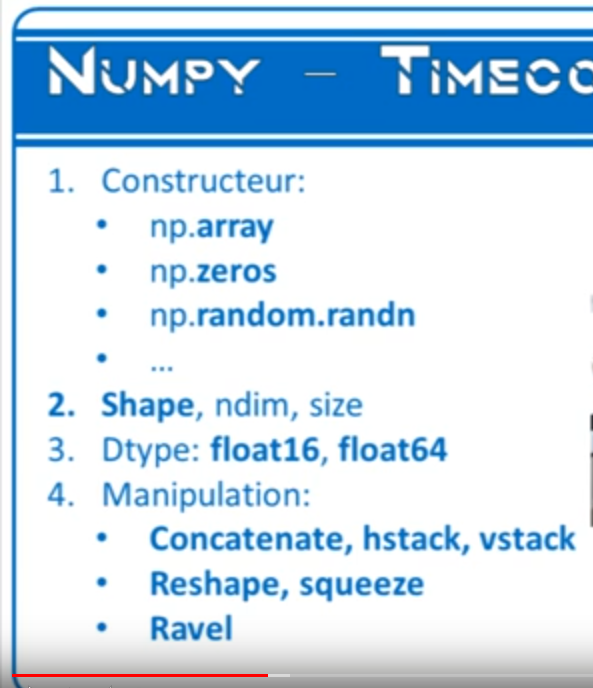 NUMPY – TIMECO
1. Constructeur:
• np.array
• np.zeros
• np.random.randn
• ...
2. Shape, ndim, size
3. Dtype: float16, float64
4. Manipulation:
• Concatenate, hstack, vstack
• Reshape, squeeze
• Ravel